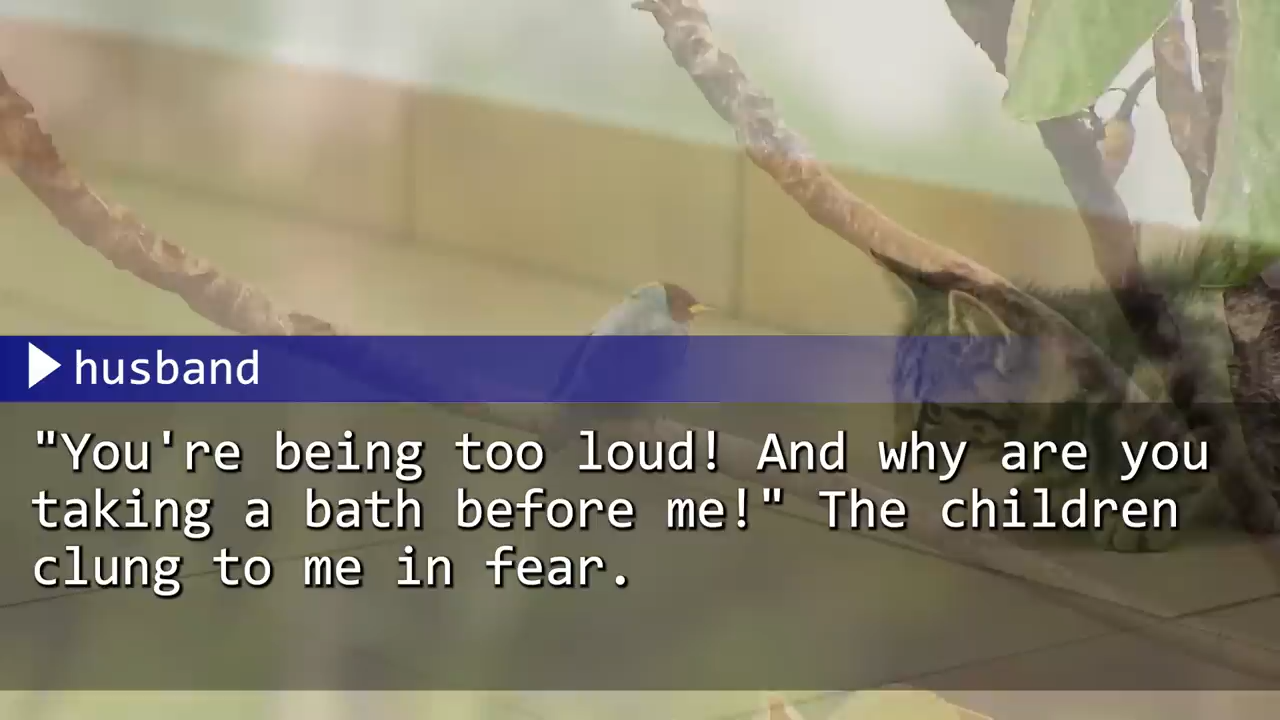 husband
"You're being too loud! And why are you
taking a bath before me!" The children
clung to me in fear.